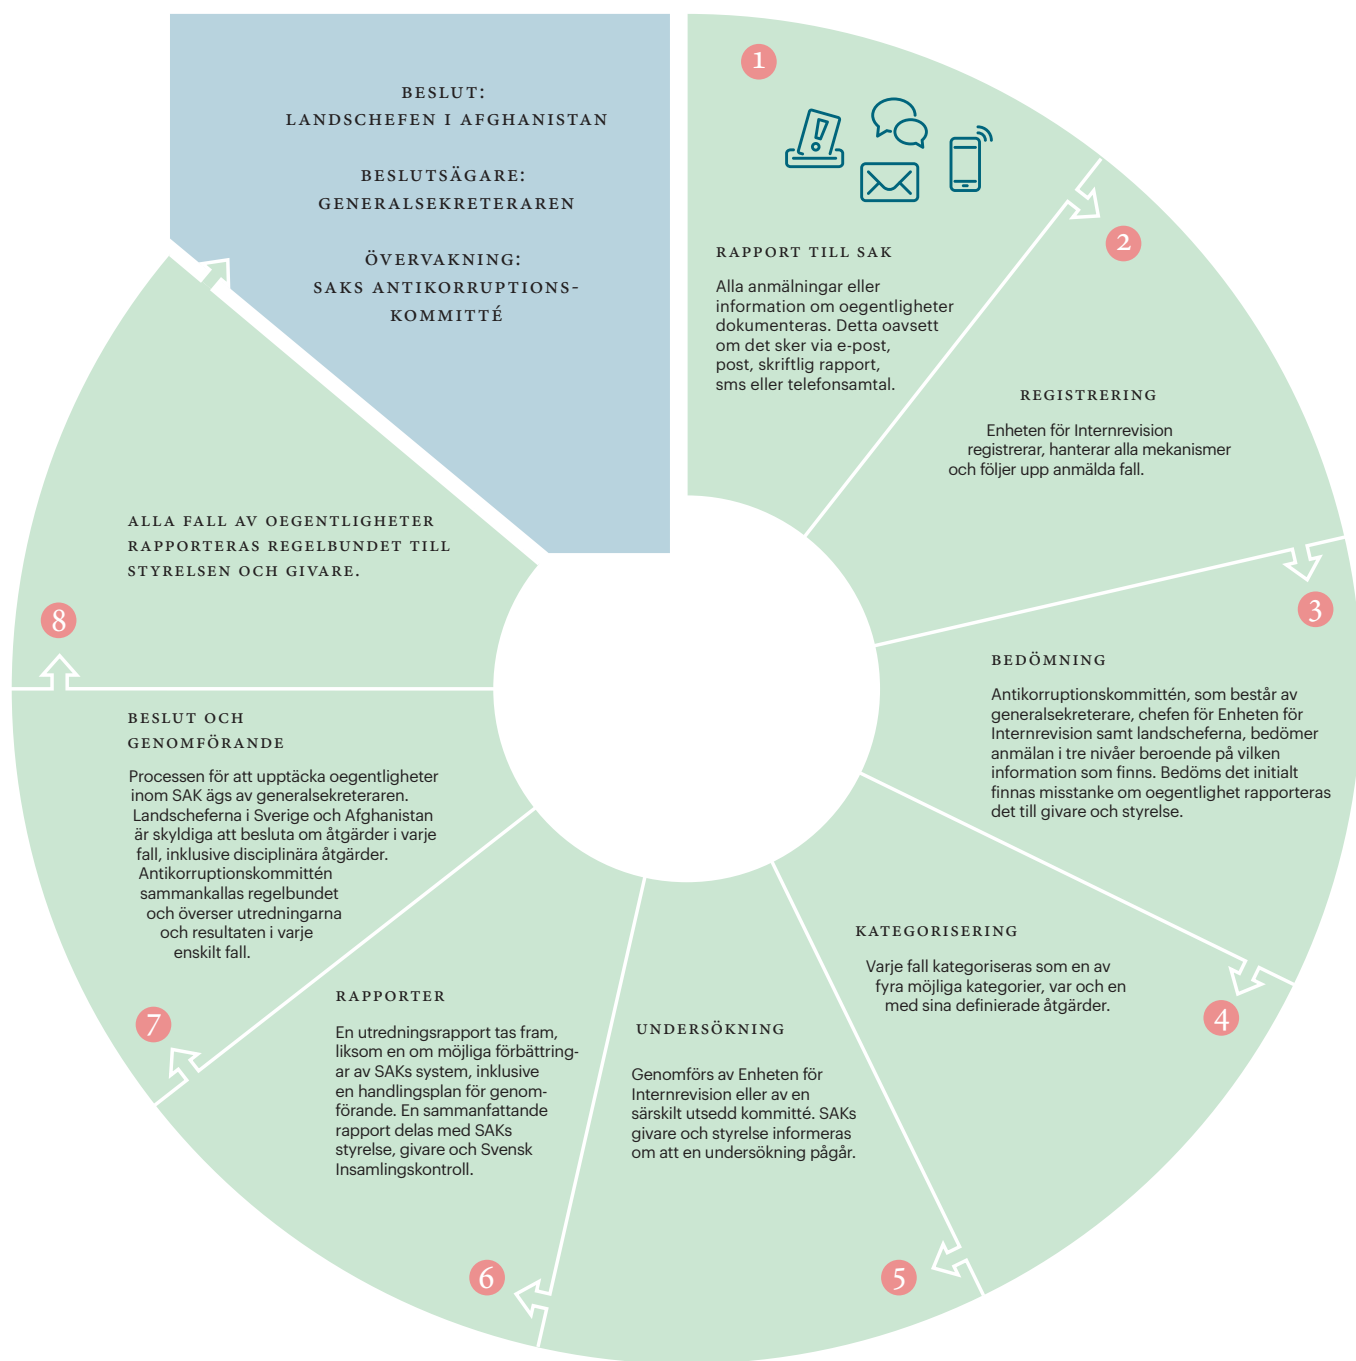 BESLUT:
LANDSCHEFEN I AFGHANISTAN
BESLUTSÄGARE:
GENERALSEKRETERAREN
ÖVERVAKNING:
SAKS ANTIKORRUPTIONS-
KOMMITTÉ
1
RAPPORT TILL SAK
Alla anmälningar eller
information om oegentligheter
dokumenteras. Detta oavsett
om det sker via e-post,
post, skriftlig rapport,
sms eller telefonsamtal.
2
REGISTRERING
Enheten för Internrevision
registrerar, hanterar alla mekanismer
och följer upp anmälda fall.
3
BEDÖMNING
Antikorruptionskommittén, som består av
generalsekreterare, chefen för Enheten för
Internrevision samt landscheferna, bedömer
anmälan i tre nivåer beroende på vilken
information som finns. Bedöms det initialt
finnas misstanke om oegentlighet rapporteras
det till givare och styrelse.
4
KATEGORISERING
Varje fall kategoriseras som en av
fyra möjliga kategorier, var och en
med sina definierade åtgärder.
5
UNDERSÖKNING
Genomförs av Enheten för
Internrevision eller av en
särskilt utsedd kommitté. SAKs
givare och styrelse informeras
om att en undersökning pågår.
6
RAPPORTER
En utredningsrapport tas fram,
liksom en om möjliga förbättring-
ar av SAKs system, inklusive
en handlingsplan för genom-
förande. En sammanfattande
rapport delas med SAKs
styrelse, givare och Svensk
Insamlingskontroll.
7
BESLUT OCH
GENOMFÖRANDE
Processen för att upptäcka oegentligheter
inom SAK ägs av generalsekreteraren.
Landscheferna i Sverige och Afghanistan
är skyldiga att besluta om åtgärder i varje
fall, inklusive disciplinära åtgärder.
Antikorruptionskommittén
sammankallas regelbundet
och överser utredningarna
och resultaten i varje
enskilt fall.
8
ALLA FALL AV OEGENTLIGHETER
RAPPORTERAS REGELBUNDET TILL
STYRELSEN OCH GIVARE.